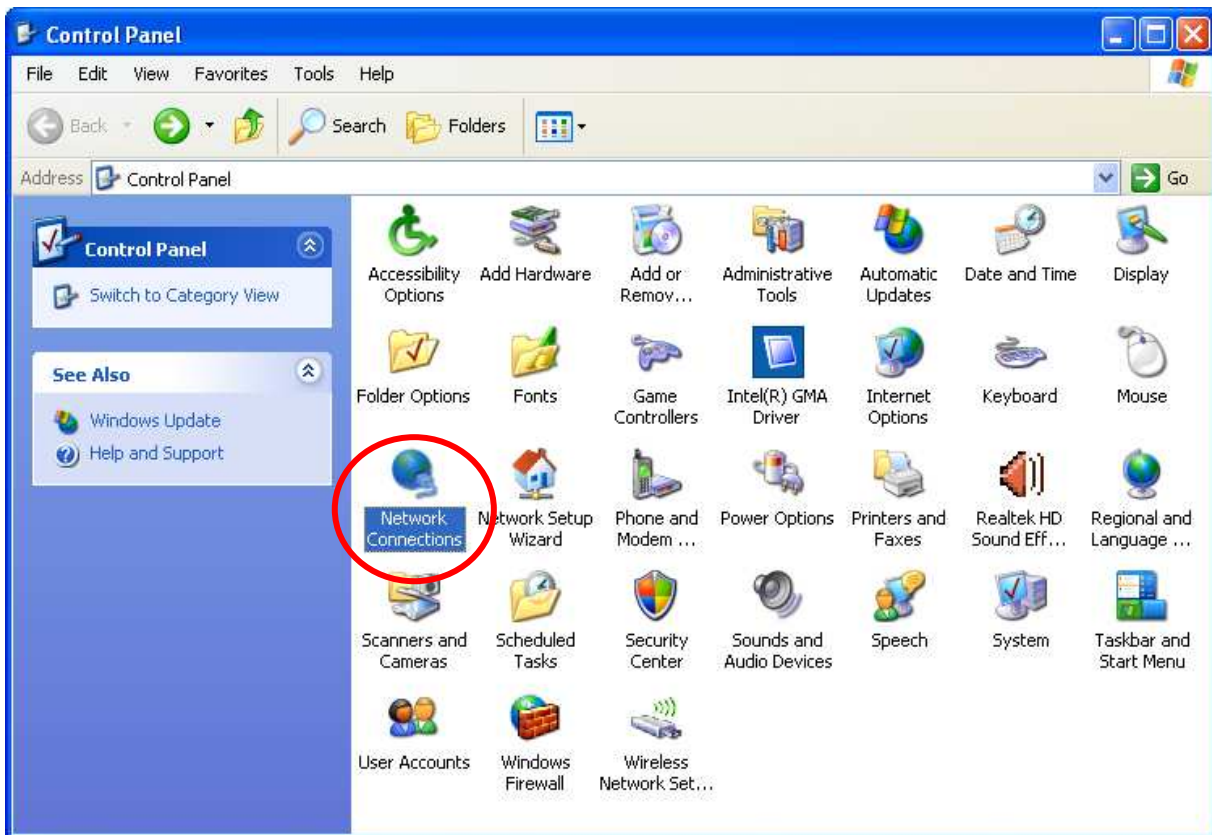 Control Panel
File Edit View Favorites Tools Help
Back Search Folders
Address Control Panel Go
Control Panel
Switch to Category View
See Also
Windows Update
Help and Support
Accessibility Options
Add Hardware
Add or Remov...
Administrative Tools
Automatic Updates
Date and Time
Display
Folder Options
Fonts
Game Controllers
Intel(R) GMA Driver
Internet Options
Keyboard
Mouse
Network Connections
Network Setup Wizard
Phone and Modem ...
Power Options
Printers and Faxes
Realtek HD Sound Eff...
Regional and Language ...
Scanners and Cameras
Scheduled Tasks
Security Center
Sounds and Audio Devices
Speech
System
Taskbar and Start Menu
User Accounts
Windows Firewall
Wireless Network Set...